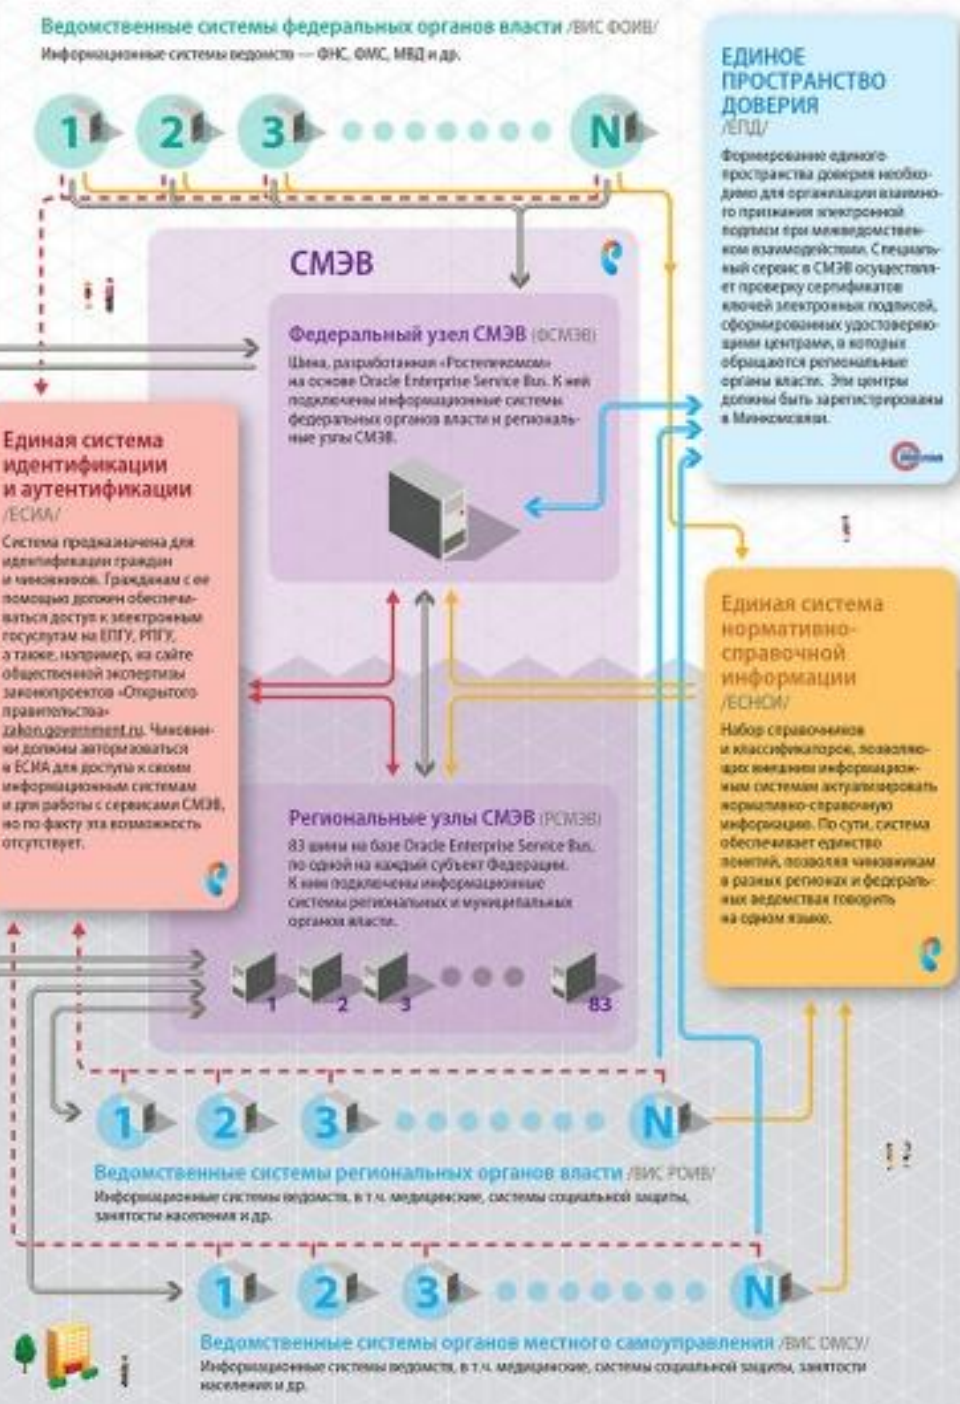 Ведомственные системы федеральных органов власти /ВИС ФОИВ/
Информационные системы ведомств — ФНС, ФМС, МВД и др.
1 2 3 N
ЕДИНОЕ
ПРОСТРАНСТВО
ДОВЕРИЯ
/ЕПД/
Формирование единого
пространства доверия необхо-
димо для организации взаимно-
го признания электронной
подписи при межведомствен-
ном взаимодействии. Специаль-
ный сервис в СМЭВ осуществля-
ет проверку сертификатов
ключей электронных подписей,
сформированных удостоверяю-
щими центрами, в которых
обращаются региональные
органы власти. Эти центры
должны быть зарегистрированы
в Минкомсвязи.
СМЭВ
Федеральный узел СМЭВ (ФСМЭВ)
Шина, разработанная «Ростелекомом»
на основе Oracle Enterprise Service Bus. К ней
подключены информационные системы
федеральных органов власти и региональ-
ные узлы СМЭВ.
Единая система
идентификации
и аутентификации
/ЕСИА/
Система предназначена для
идентификации граждан
и чиновников. Гражданам с ее
помощью должен обеспечи-
ваться доступ к электронным
госуслугам на ЕПГУ, РПГУ,
а также, например, на сайте
общественной экспертизы
законопроектов «Открытого
правительства»
zakon.government.ru. Чиновни-
ки должны авторизоваться
в ЕСИА для доступа к своим
информационным системам
и для работы с сервисами СМЭВ,
но по факту эта возможность
отсутствует.
Единая система
нормативно-
справочной
информации
/ЕСНСИ/
Набор справочников
и классификаторов, позволяю-
щих внешним информацион-
ным системам актуализировать
нормативно-справочную
информацию. По сути, система
обеспечивает единство
понятий, позволяя чиновникам
в разных регионах и федераль-
ных ведомствах говорить
на одном языке.
Региональные узлы СМЭВ (РСМЭВ)
83 шины на базе Oracle Enterprise Service Bus,
по одной на каждый субъект Федерации.
К ним подключены информационные
системы региональных и муниципальных
органов власти.
1 2 3 83
1 2 3 N
Ведомственные системы региональных органов власти /ВИС РОИВ/
Информационные системы ведомств, в т.ч. медицинские, системы социальной защиты,
занятости населения и др.
1 2 3 N
Ведомственные системы органов местного самоуправления /ВИС ОМСУ/
Информационные системы ведомств, в т.ч. медицинские, системы социальной защиты, занятости
населения и др.